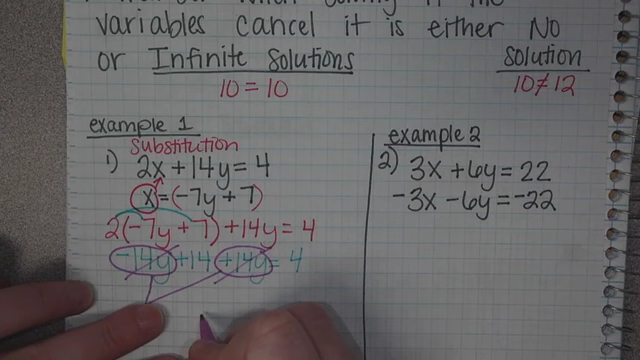 variables cancel it is either No
or Infinite Solutions
solution
10 = 10
10 ≠ 12
example 1
Substitution
1) 2x + 14y = 4
x = (-7y + 7)
2(-7y + 7) + 14y = 4
-14y + 14 + 14y = 4
example 2
2) 3x + 6y = 22
-3x - 6y = -22